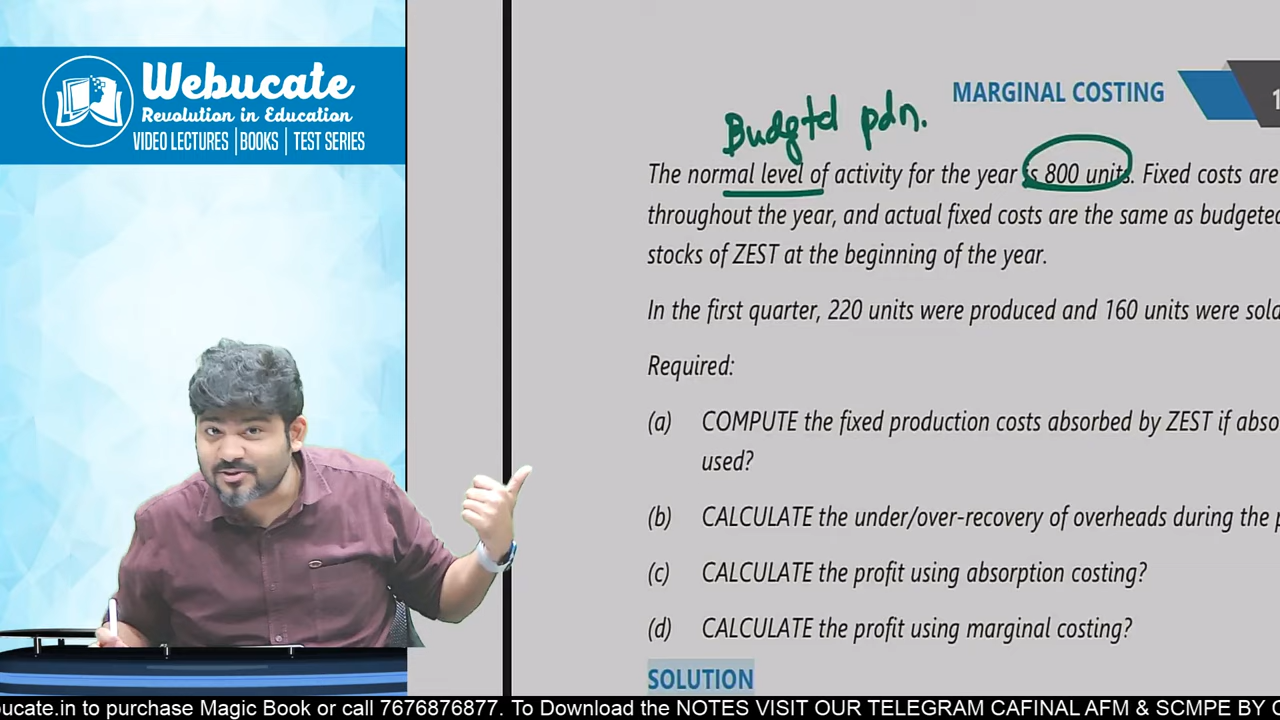 Webucate
Revolution in Education
VIDEO LECTURES | BOOKS | TEST SERIES
MARGINAL COSTING
1
Budgtd pdn.
The normal level of activity for the year is 800 units. Fixed costs are
throughout the year, and actual fixed costs are the same as budgeted
stocks of ZEST at the beginning of the year.
In the first quarter, 220 units were produced and 160 units were sold
Required:
(a) COMPUTE the fixed production costs absorbed by ZEST if abso
used?
(b) CALCULATE the under/over-recovery of overheads during the p
(c) CALCULATE the profit using absorption costing?
(d) CALCULATE the profit using marginal costing?
SOLUTION
ucate.in to purchase Magic Book or call 7676876877. To Download the NOTES VISIT OUR TELEGRAM CAFINAL AFM & SCMPE BY C